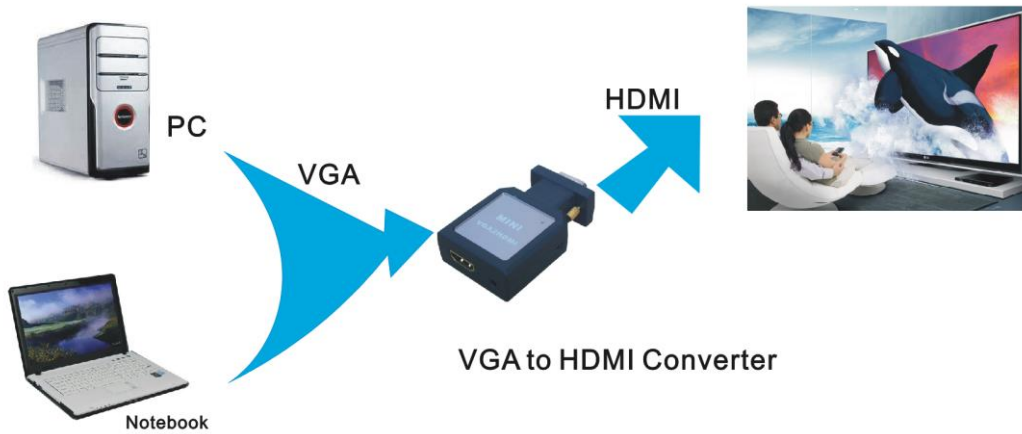 PC
VGA
HDMI
MINI
VGA2HDMI
VGA to HDMI Converter
Notebook